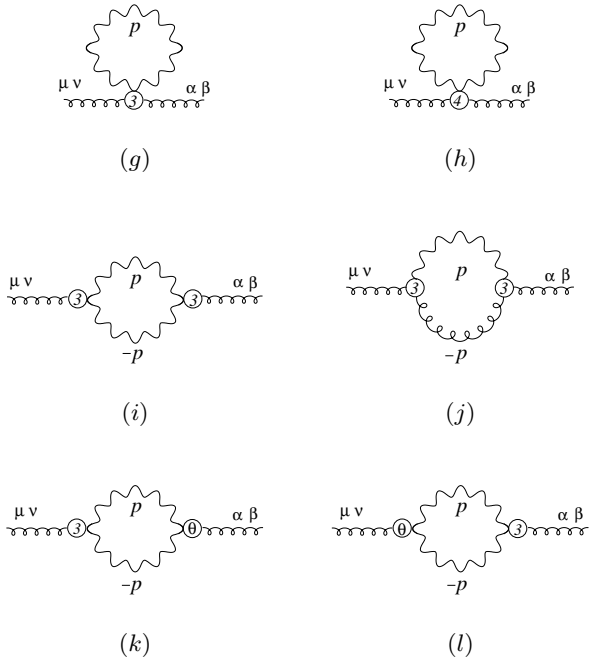 p p
μ ν 3 α β μ ν 4 α β
(g) (h)
μ ν 3 p 3 α β μ ν 3 p 3 α β
-p -p
(i) (j)
μ ν 3 p θ α β μ ν θ p 3 α β
-p -p
(k) (l)